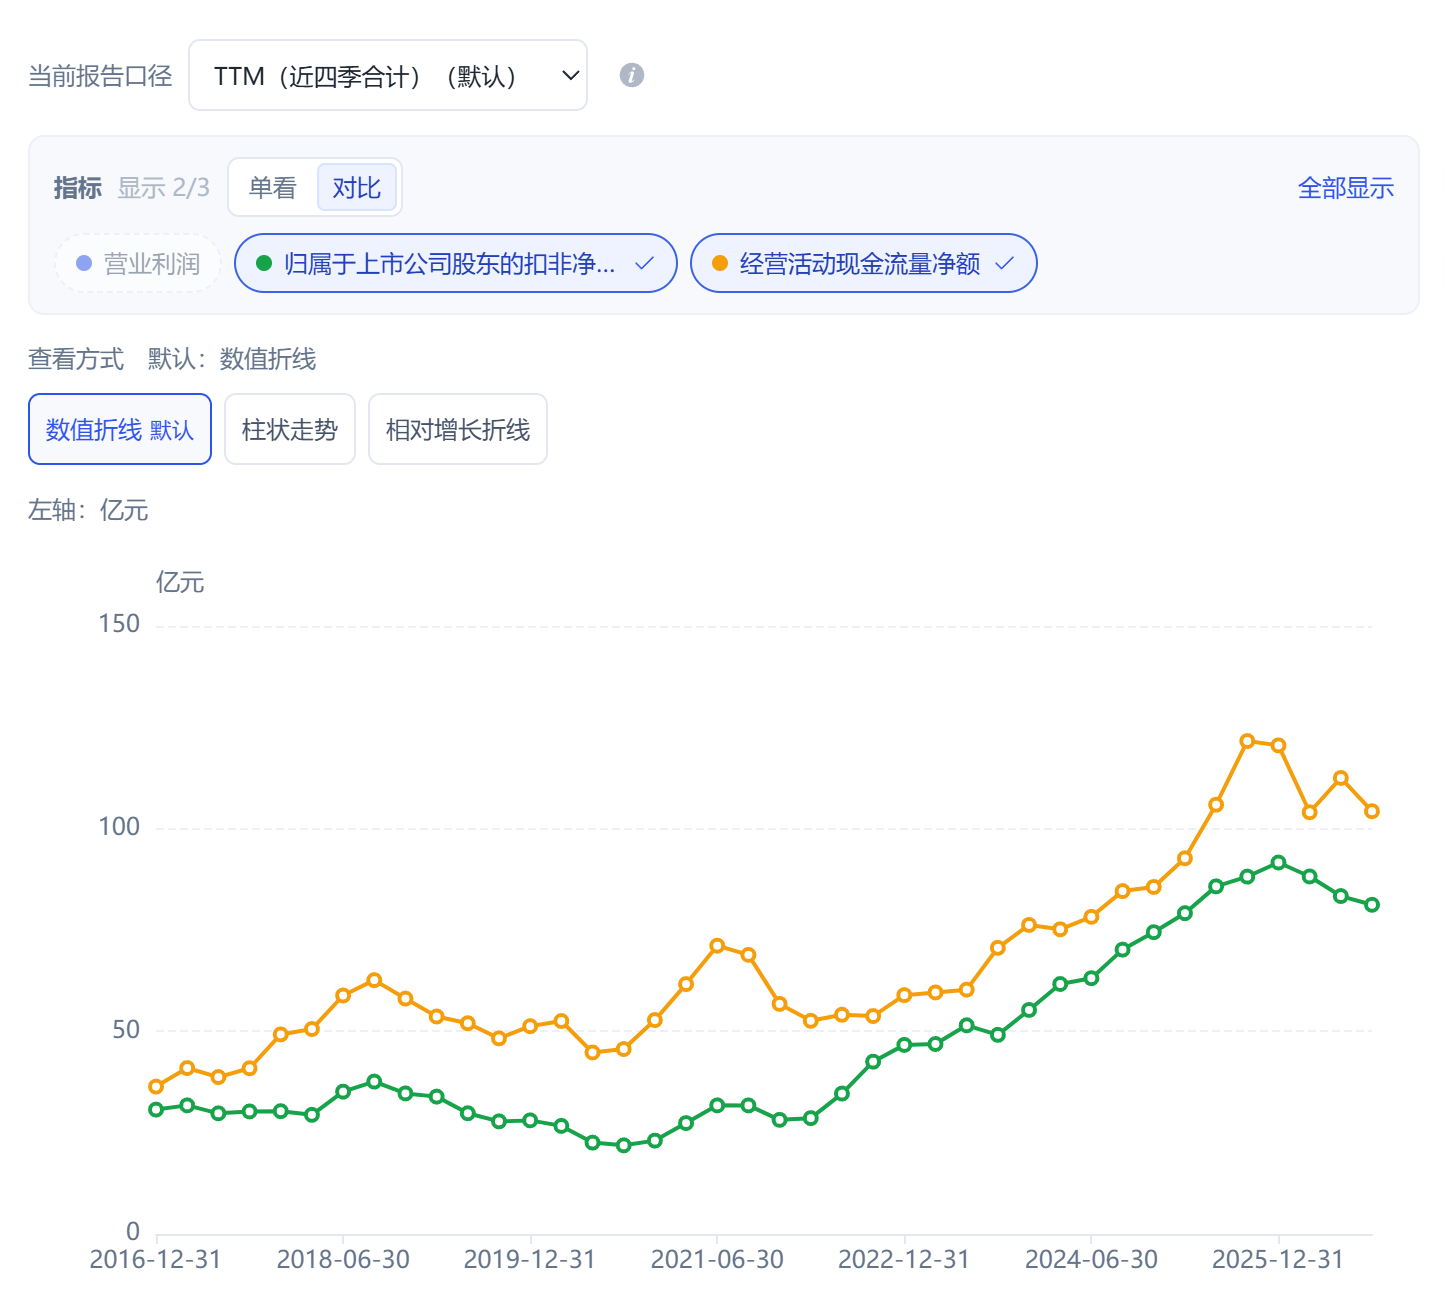 当前报告口径 TTM（近四季合计）（默认）
指标 显示 2/3 单看 对比 全部显示
营业利润 归属于上市公司股东的扣非净... 经营活动现金流量净额
查看方式 默认：数值折线
数值折线 默认 柱状走势 相对增长折线
左轴：亿元
亿元
150
100
50
0
2016-12-31 2018-06-30 2019-12-31 2021-06-30 2022-12-31 2024-06-30 2025-12-31